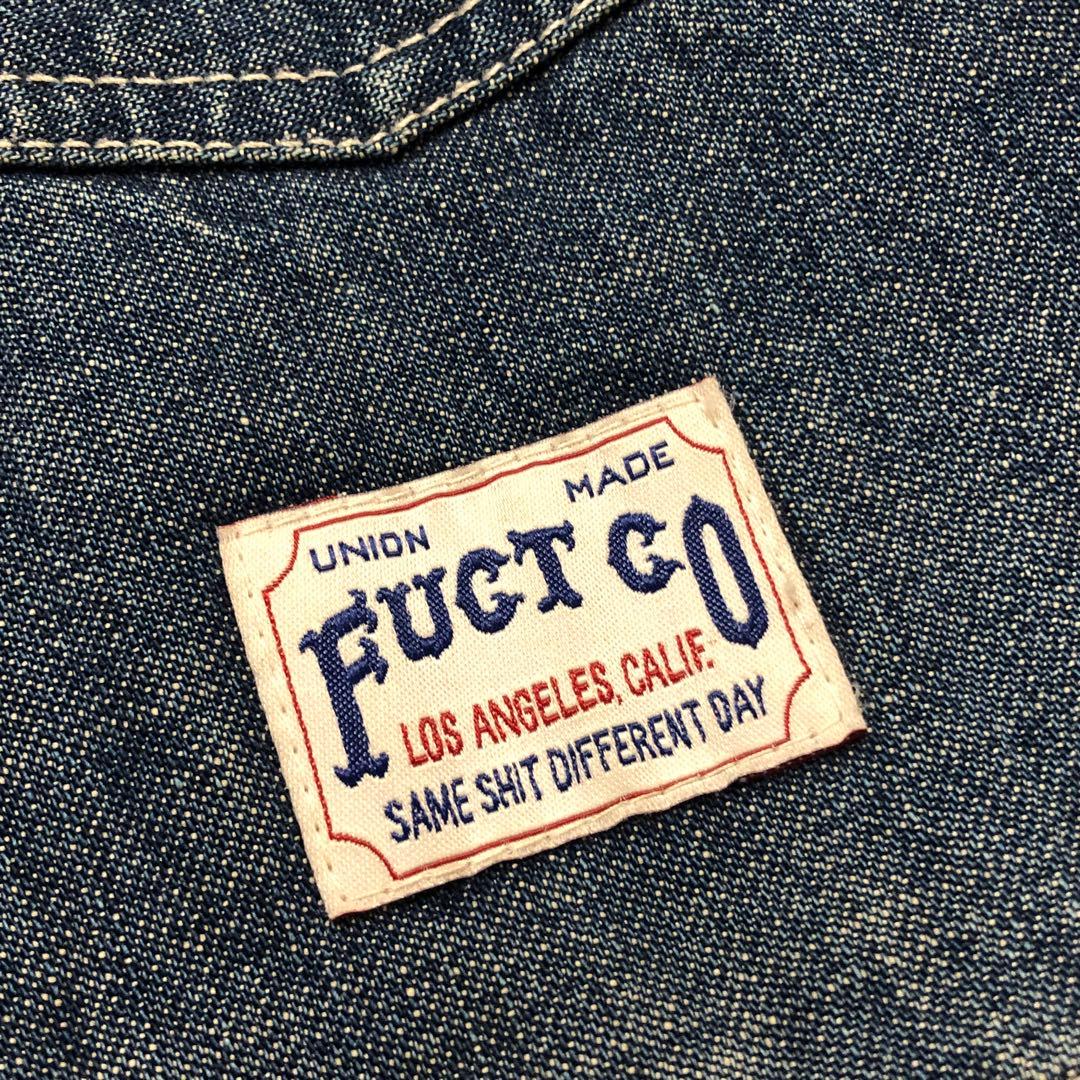 UNION MADE
FUCT CO
LOS ANGELES, CALIF.
SAME SHIT DIFFERENT DAY